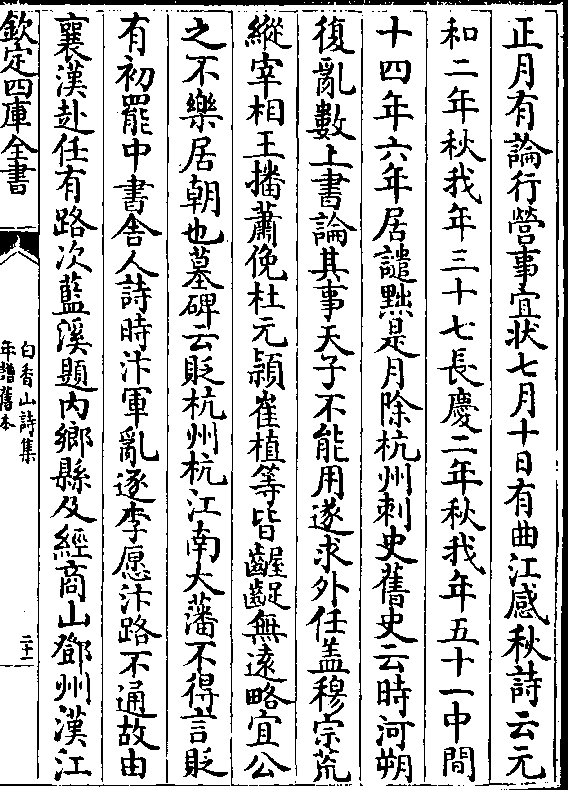 正月有論行營事宜狀七月十日有曲江感秋詩云元
和二年秋我年三十七長慶二年秋我年五十一中間
十四年六年居譴黜是月除杭州刺史舊史云時河朔
復亂數上書論其事天子不能用遂求外任盖穆宗荒
縱宰相王播蕭俛杜元頴崔植等皆齷齪無遠略宜公
之不樂居朝也墓碑云貶杭州杭江南大藩不得言貶
有初罷中書舍人詩時汴軍亂逐李愿汴路不通故由
襄漢赴任有路次藍溪題内鄉縣及經商山鄧州漢江
欽定四庫全書
白香山詩集
年譜舊本
二十一